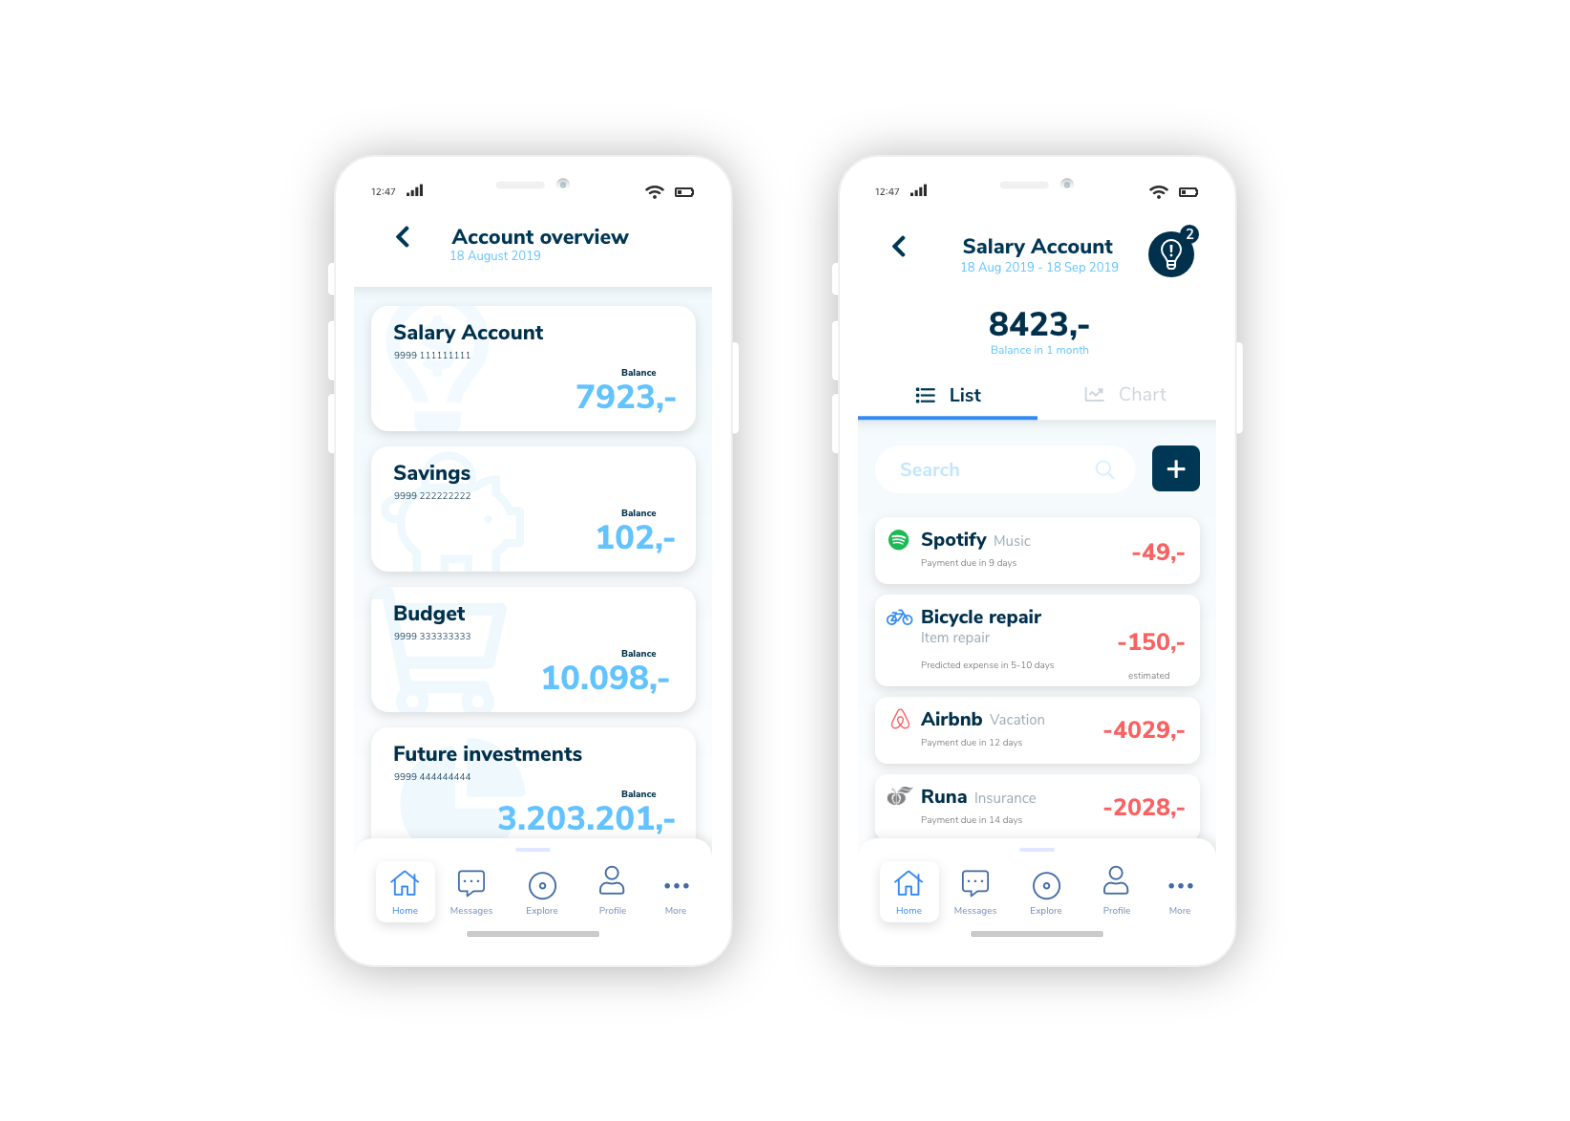 12:47
Account overview
18 August 2019
Salary Account
9999 111111111
Balance
7923,-
Savings
9999 222222222
Balance
102,-
Budget
9999 333333333
Balance
10.098,-
Future investments
9999 444444444
Balance
3.203.201,-
Home Messages Explore Profile More
12:47
Salary Account
2
18 Aug 2019 - 18 Sep 2019
8423,-
Balance in 1 month
List Chart
Search +
Spotify Music
-49,-
Payment due in 9 days
Bicycle repair
Item repair
-150,-
Predicted expense in 5-10 days
estimated
Airbnb Vacation
-4029,-
Payment due in 12 days
Runa Insurance
-2028,-
Payment due in 14 days
Home Messages Explore Profile More